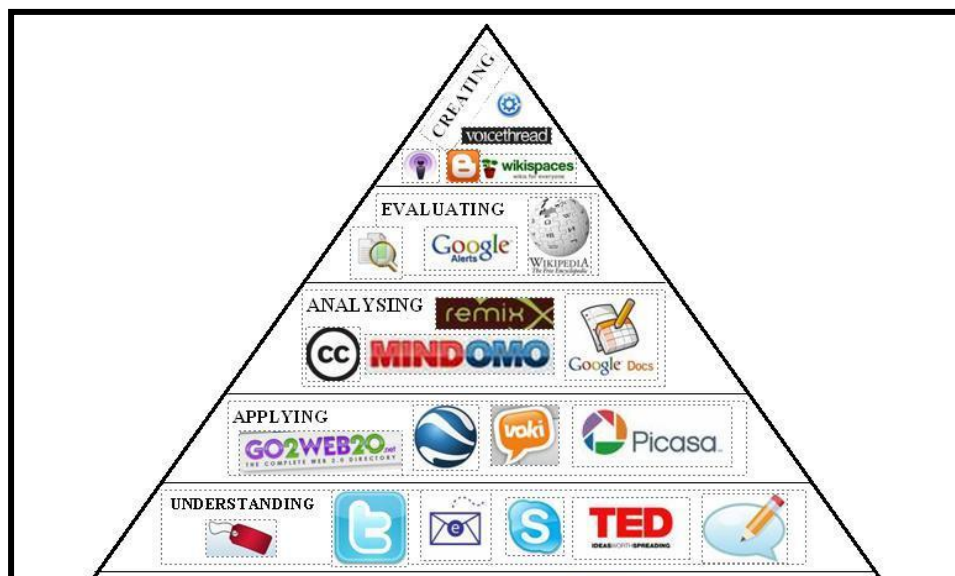 CREATING
voicethread
wikispaces
wikis for everyone
EVALUATING
Google
Alerts
WIKIPEDIA
The Free Encyclopedia
ANALYSING
remix
cc
MINDOMO
Google Docs
APPLYING
GO2WEB20.net
THE COMPLETE WEB 2.0 DIRECTORY
voki
Picasa
UNDERSTANDING
t
e
S
TED
IDEAS WORTH SPREADING